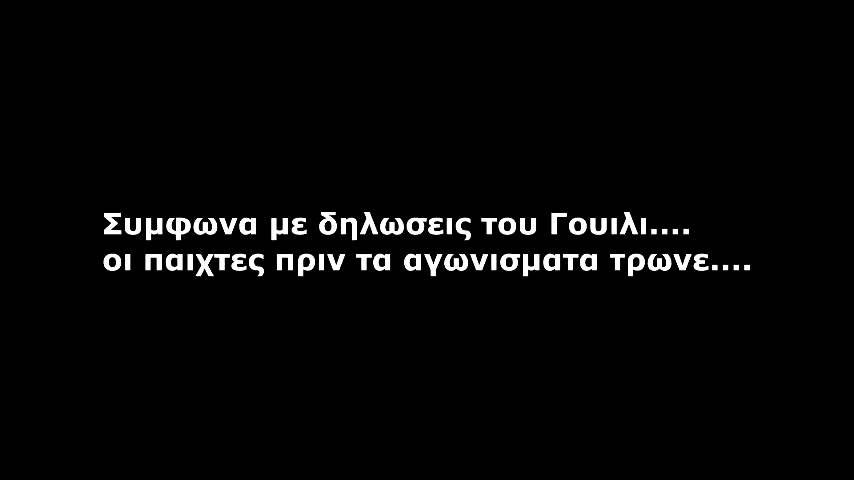 Συμφωνα με δηλωσεις του Γουιλι....
οι παιχτες πριν τα αγωνισματα τρωνε....